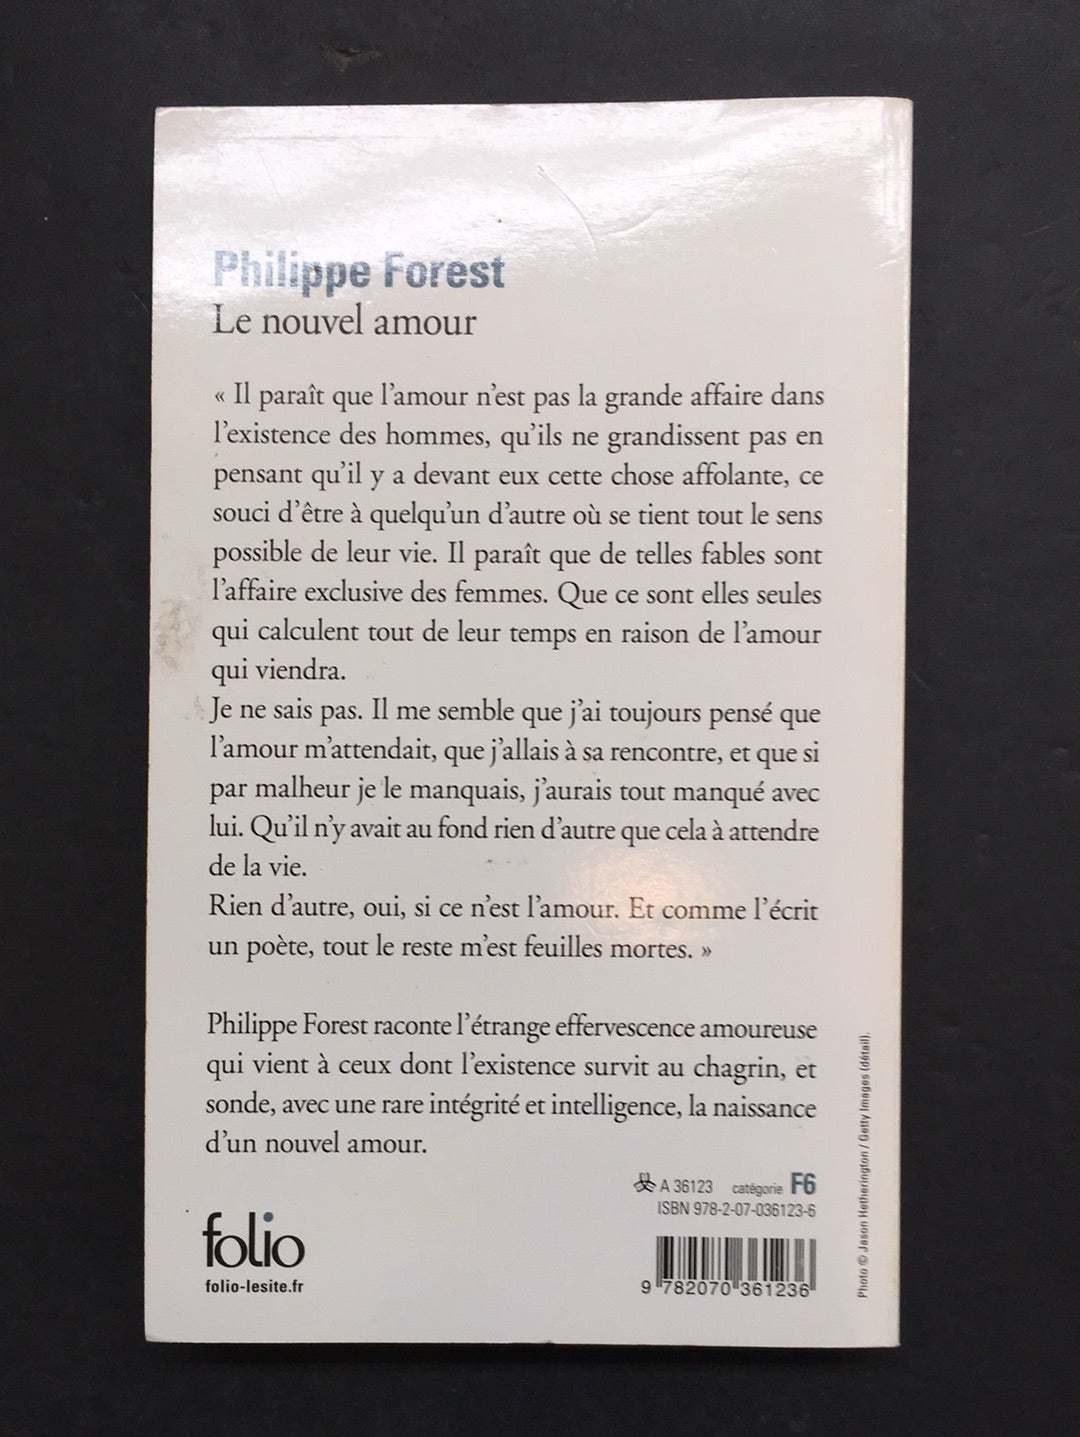 Philippe Forest
Le nouvel amour
« Il paraît que l’amour n’est pas la grande affaire dans
l’existence des hommes, qu’ils ne grandissent pas en
pensant qu’il y a devant eux cette chose affolante, ce
souci d’être à quelqu’un d’autre où se tient tout le sens
possible de leur vie. Il paraît que de telles fables sont
l’affaire exclusive des femmes. Que ce sont elles seules
qui calculent tout de leur temps en raison de l’amour
qui viendra.
Je ne sais pas. Il me semble que j’ai toujours pensé que
l’amour m’attendait, que j’allais à sa rencontre, et que si
par malheur je le manquais, j’aurais tout manqué avec
lui. Qu’il n’y avait au fond rien d’autre que cela à attendre
de la vie.
Rien d’autre, oui, si ce n’est l’amour. Et comme l’écrit
un poète, tout le reste m’est feuilles mortes. »
Philippe Forest raconte l’étrange effervescence amoureuse
qui vient à ceux dont l’existence survit au chagrin, et
sonde, avec une rare intégrité et intelligence, la naissance
d’un nouvel amour.
A 36123 catégorie F6
ISBN 978-2-07-036123-6
folio
folio-lesite.fr
9 782070 361236
Photo © Jason Hetherington / Getty Images (détail).